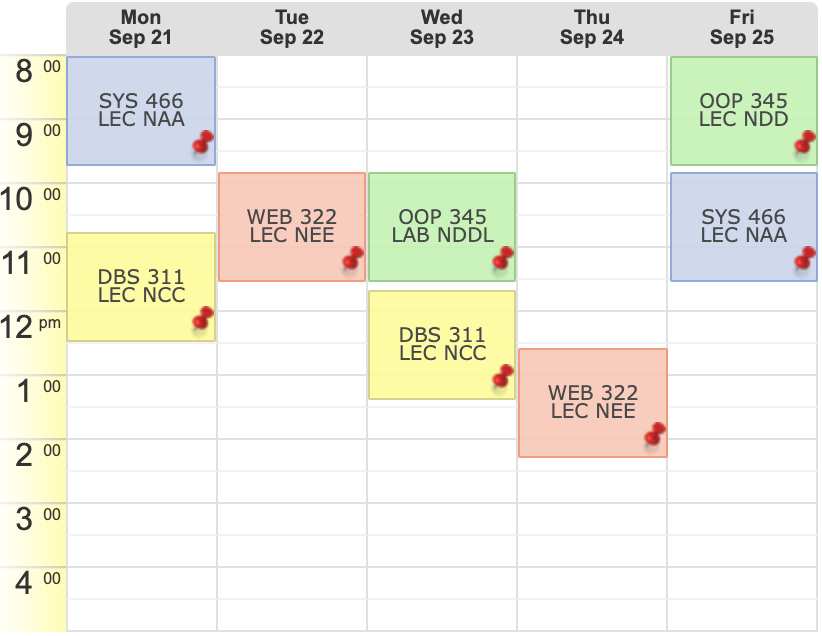 Mon
Sep 21
Tue
Sep 22
Wed
Sep 23
Thu
Sep 24
Fri
Sep 25
8 00
9 00
10 00
11 00
12 pm
1 00
2 00
3 00
4 00
SYS 466
LEC NAA
DBS 311
LEC NCC
WEB 322
LEC NEE
OOP 345
LAB NDDL
DBS 311
LEC NCC
WEB 322
LEC NEE
OOP 345
LEC NDD
SYS 466
LEC NAA